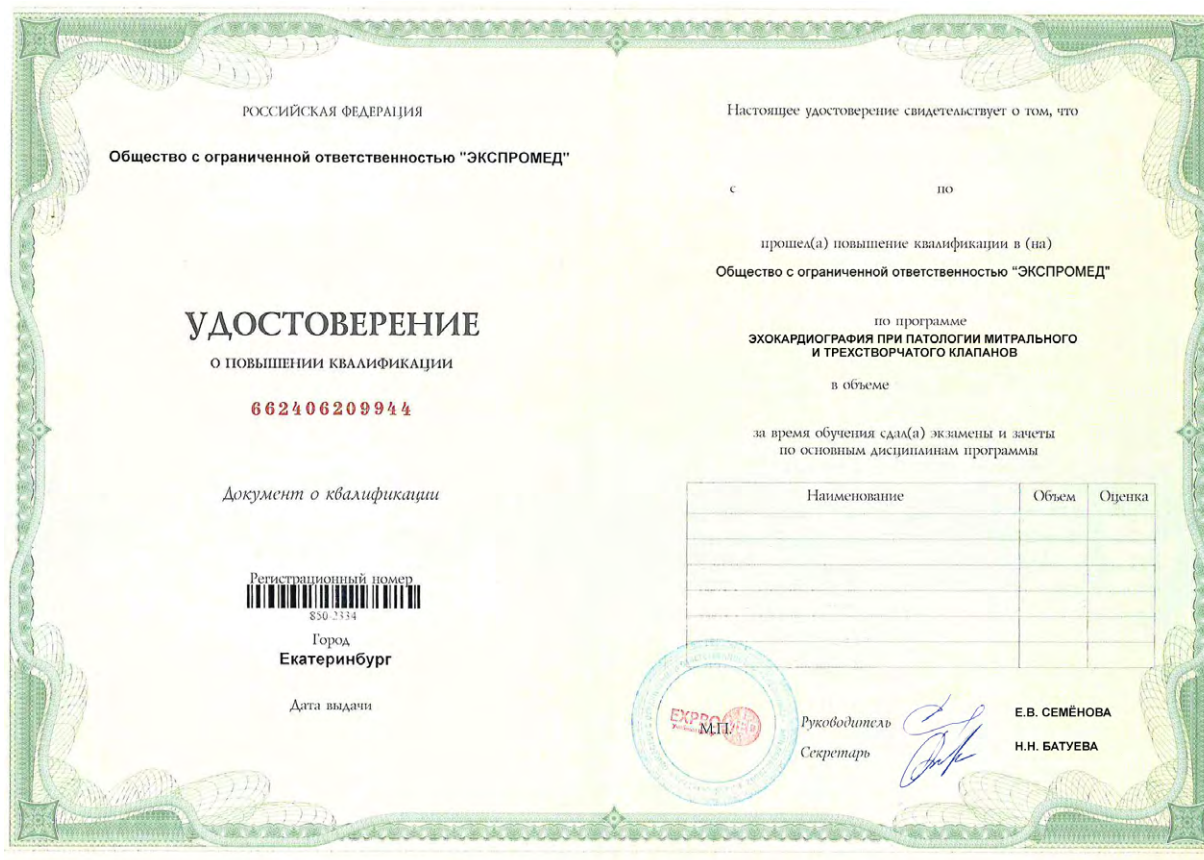 РОССИЙСКАЯ ФЕДЕРАЦИЯ
Общество с ограниченной ответственностью "ЭКСПРОМЕД"
УДОСТОВЕРЕНИЕ
О ПОВЫШЕНИИ КВАЛИФИКАЦИИ
662406209944
Документ о квалификации
Регистрационный номер
850-2334
Город
Екатеринбург
Дата выдачи
Настоящее удостоверение свидетельствует о том, что
с по
прошел(а) повышение квалификации в (на)
Общество с ограниченной ответственностью "ЭКСПРОМЕД"
по программе
ЭХОКАРДИОГРАФИЯ ПРИ ПАТОЛОГИИ МИТРАЛЬНОГО
И ТРЕХСТВОРЧАТОГО КЛАПАНОВ
в объеме
за время обучения сдал(а) экзамены и зачеты
по основным дисциплинам программы
Наименование Объем Оценка
М.П.
Руководитель Е.В. СЕМЁНОВА
Секретарь Н.Н. БАТУЕВА